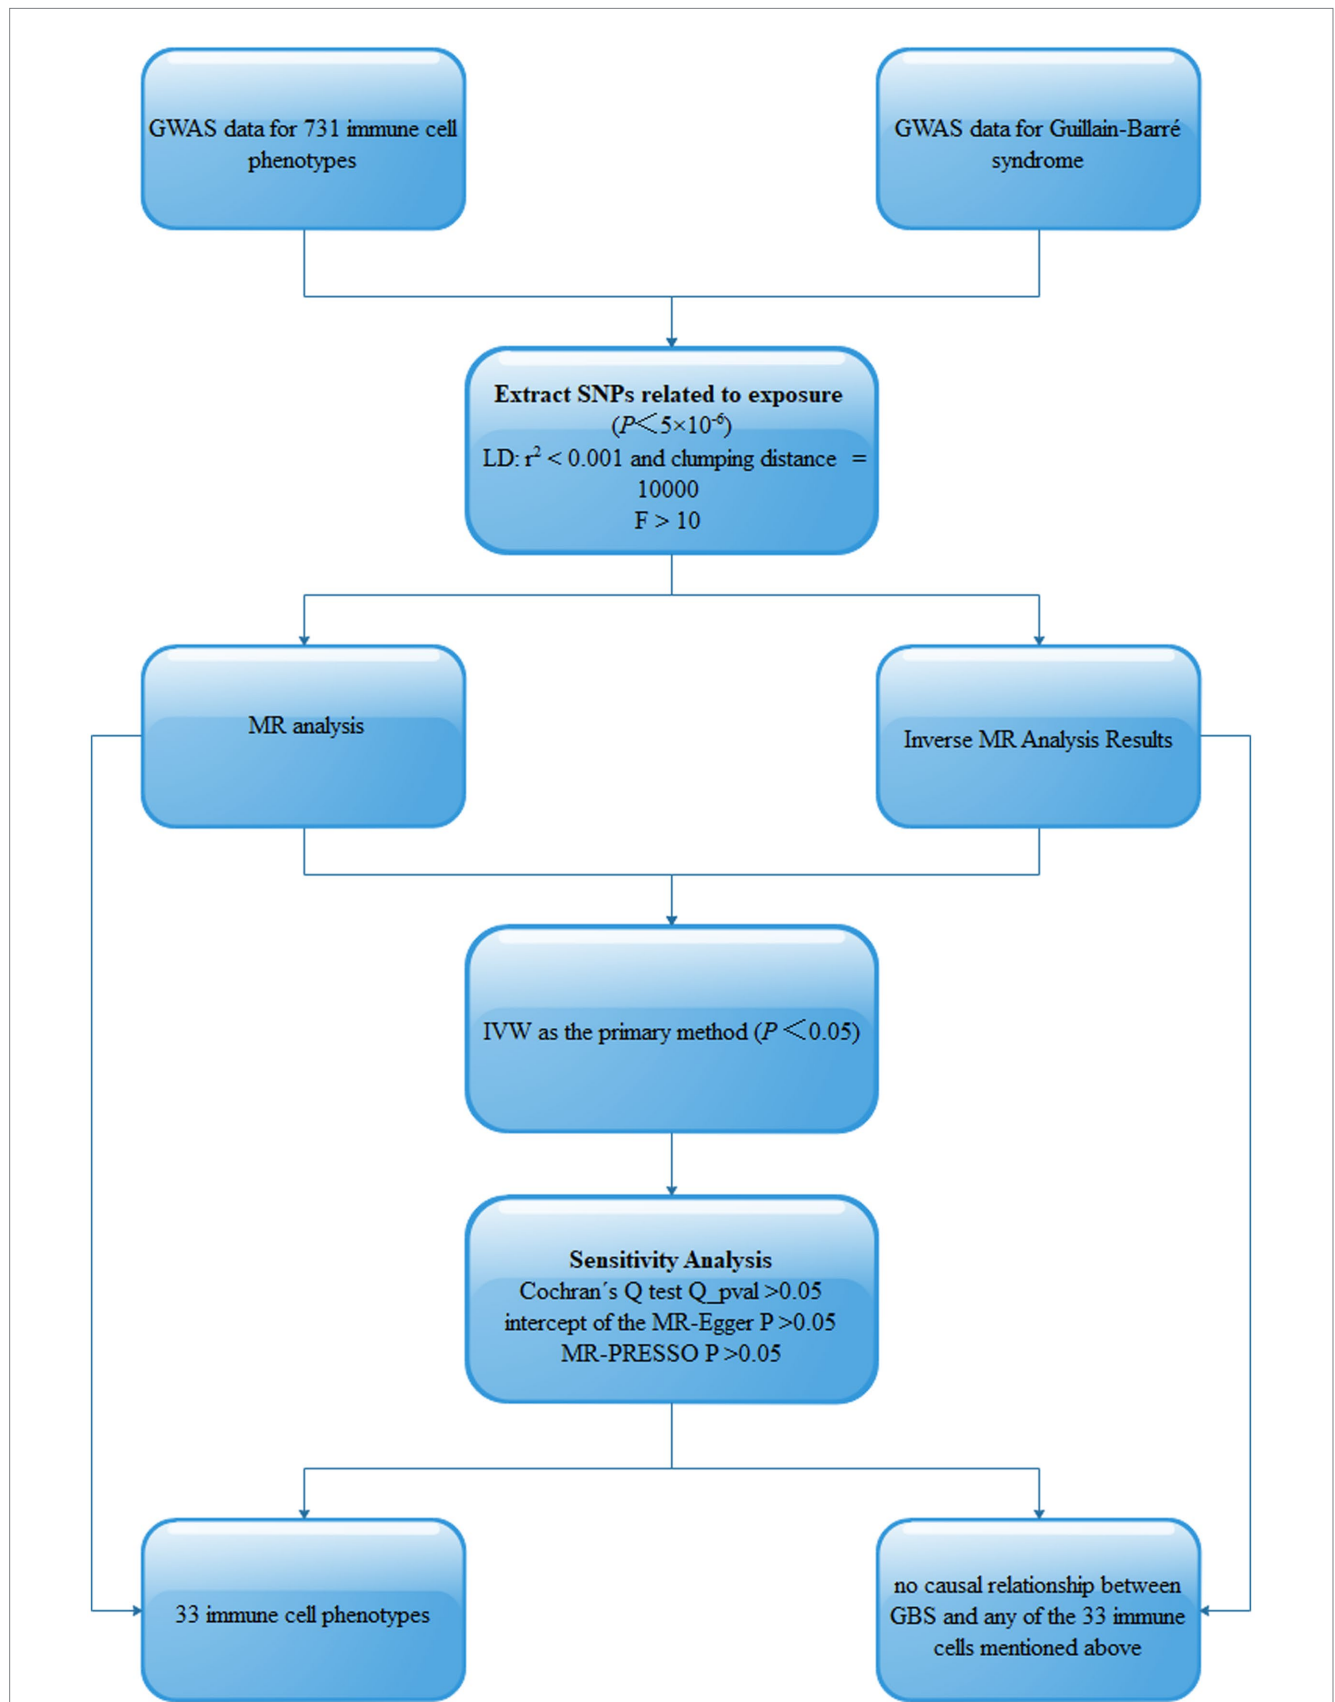 GWAS data for 731 immune cell
phenotypes
GWAS data for Guillain-Barré
syndrome
Extract SNPs related to exposure
(P＜5×10⁻⁶)
LD: r² < 0.001 and clumping distance =
10000
F > 10
MR analysis
Inverse MR Analysis Results
IVW as the primary method (P ＜0.05)
Sensitivity Analysis
Cochran´s Q test Q_pval >0.05
intercept of the MR-Egger P >0.05
MR-PRESSO P >0.05
33 immune cell phenotypes
no causal relationship between
GBS and any of the 33 immune
cells mentioned above